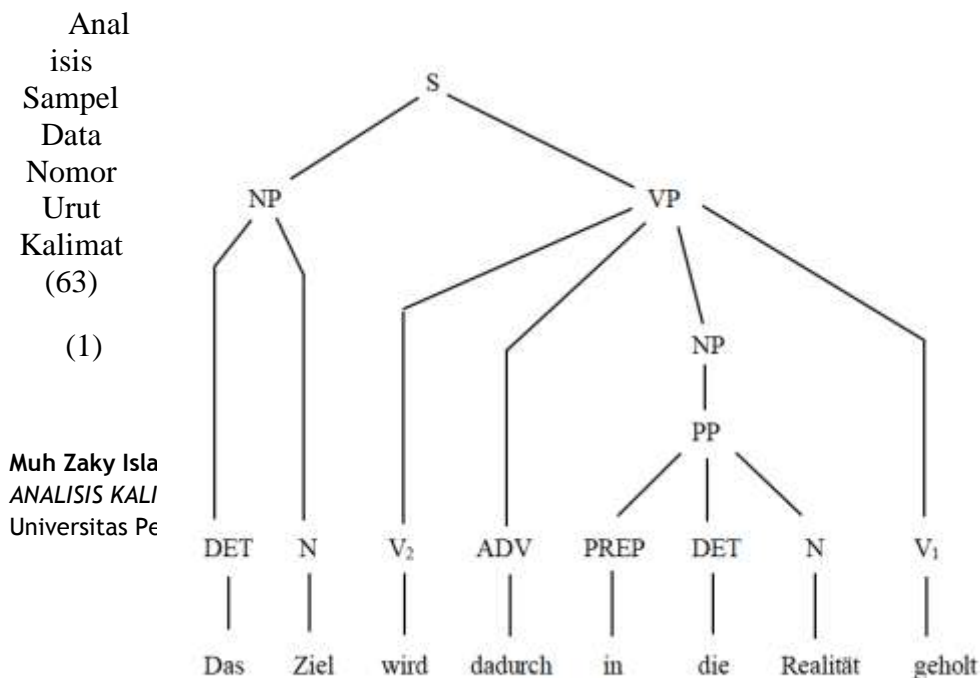 Anal
isis
Sampel
Data
Nomor
Urut
Kalimat
(63)
(1)
Muh Zaky Isla
ANALISIS KALI
Universitas Pe
S
NP VP
NP
PP
DET N V₂ ADV PREP DET N V₁
Das Ziel wird dadurch in die Realität geholt